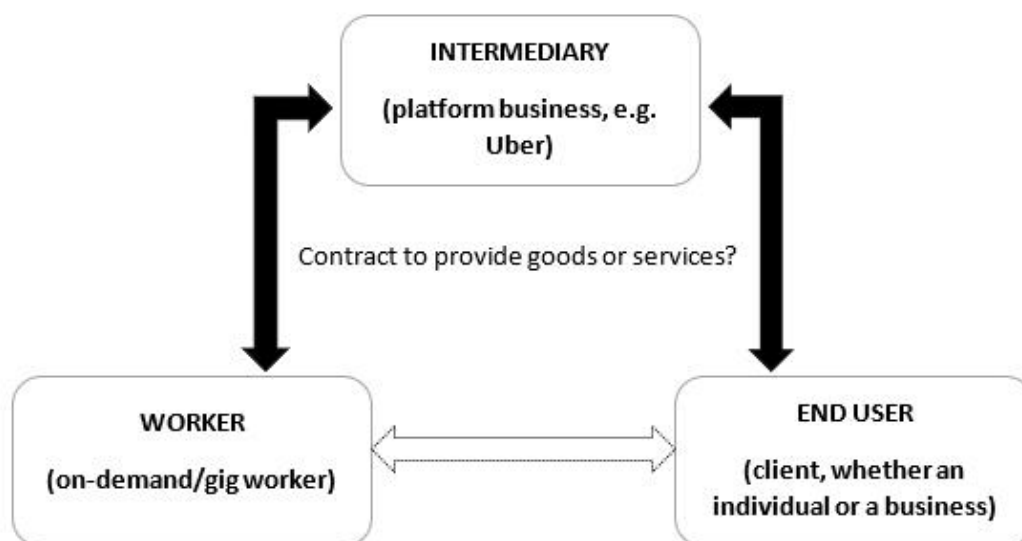 INTERMEDIARY
(platform business, e.g.
Uber)
Contract to provide goods or services?
WORKER
(on-demand/gig worker)
END USER
(client, whether an
individual or a business)